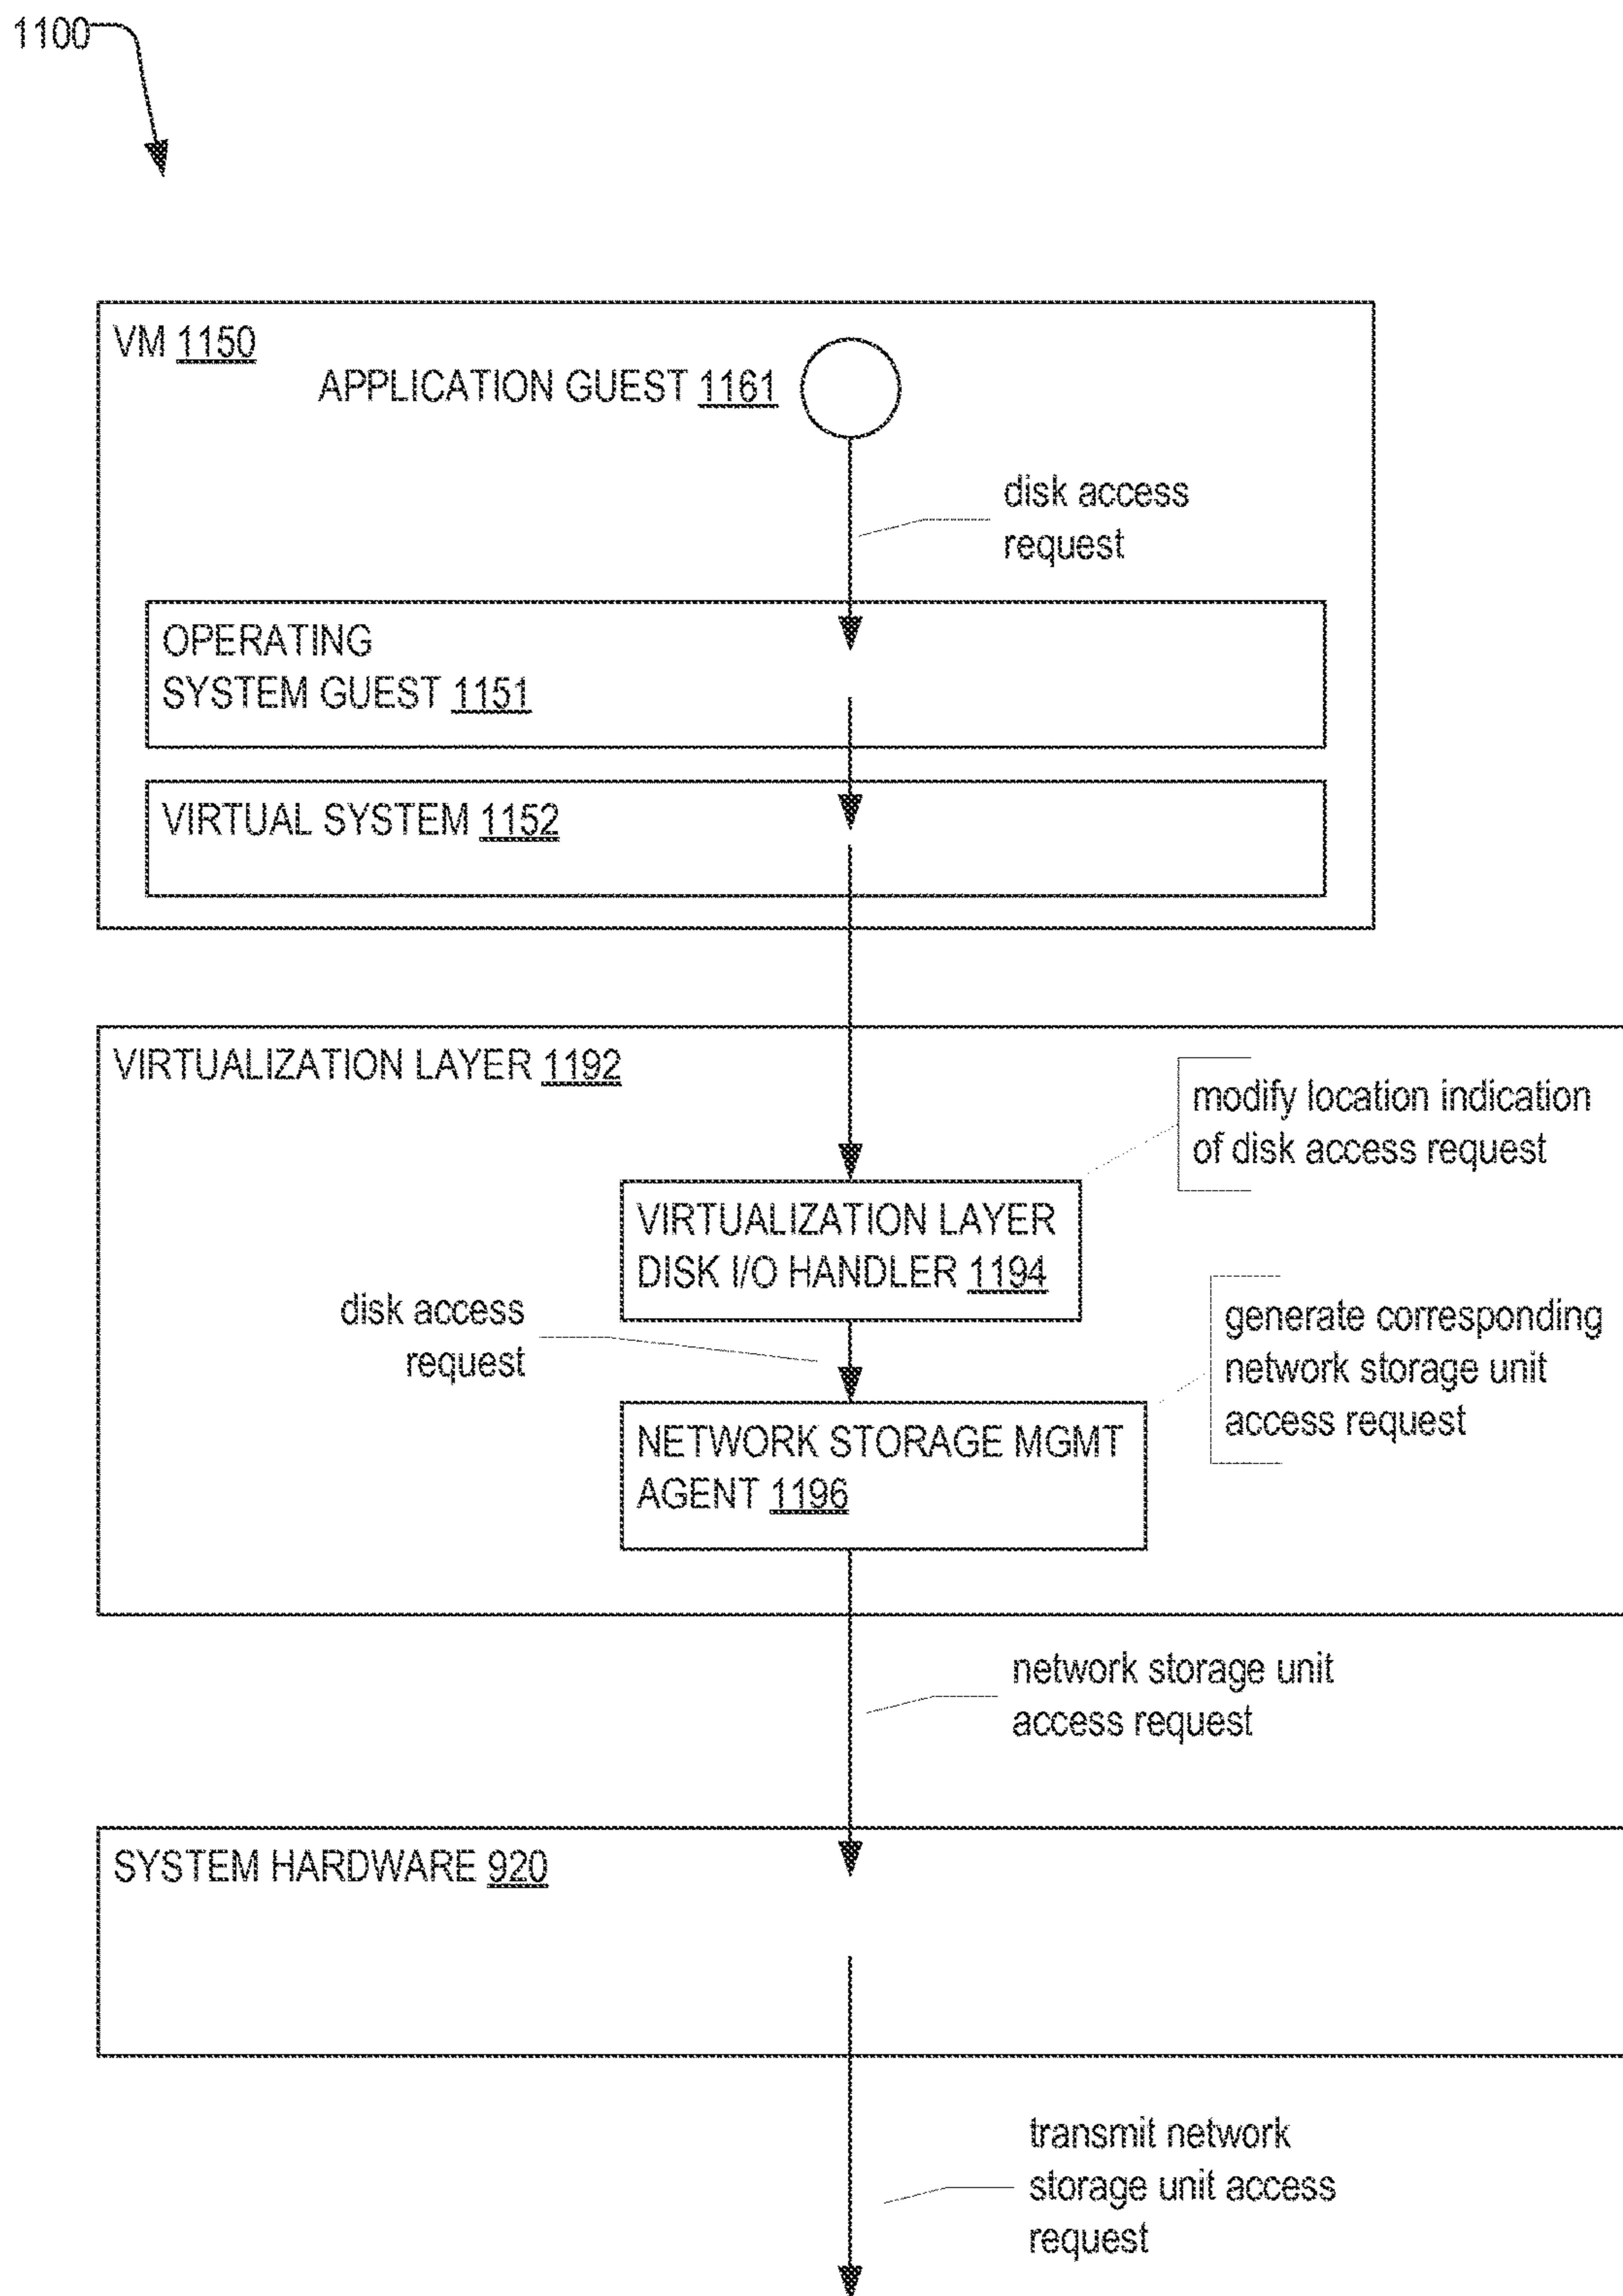 1100
VM 1150
APPLICATION GUEST 1161
disk access
request
OPERATING
SYSTEM GUEST 1151
VIRTUAL SYSTEM 1152
VIRTUALIZATION LAYER 1192
modify location indication
of disk access request
VIRTUALIZATION LAYER
DISK I/O HANDLER 1194
disk access
request
generate corresponding
network storage unit
access request
NETWORK STORAGE MGMT
AGENT 1196
network storage unit
access request
SYSTEM HARDWARE 920
transmit network
storage unit access
request